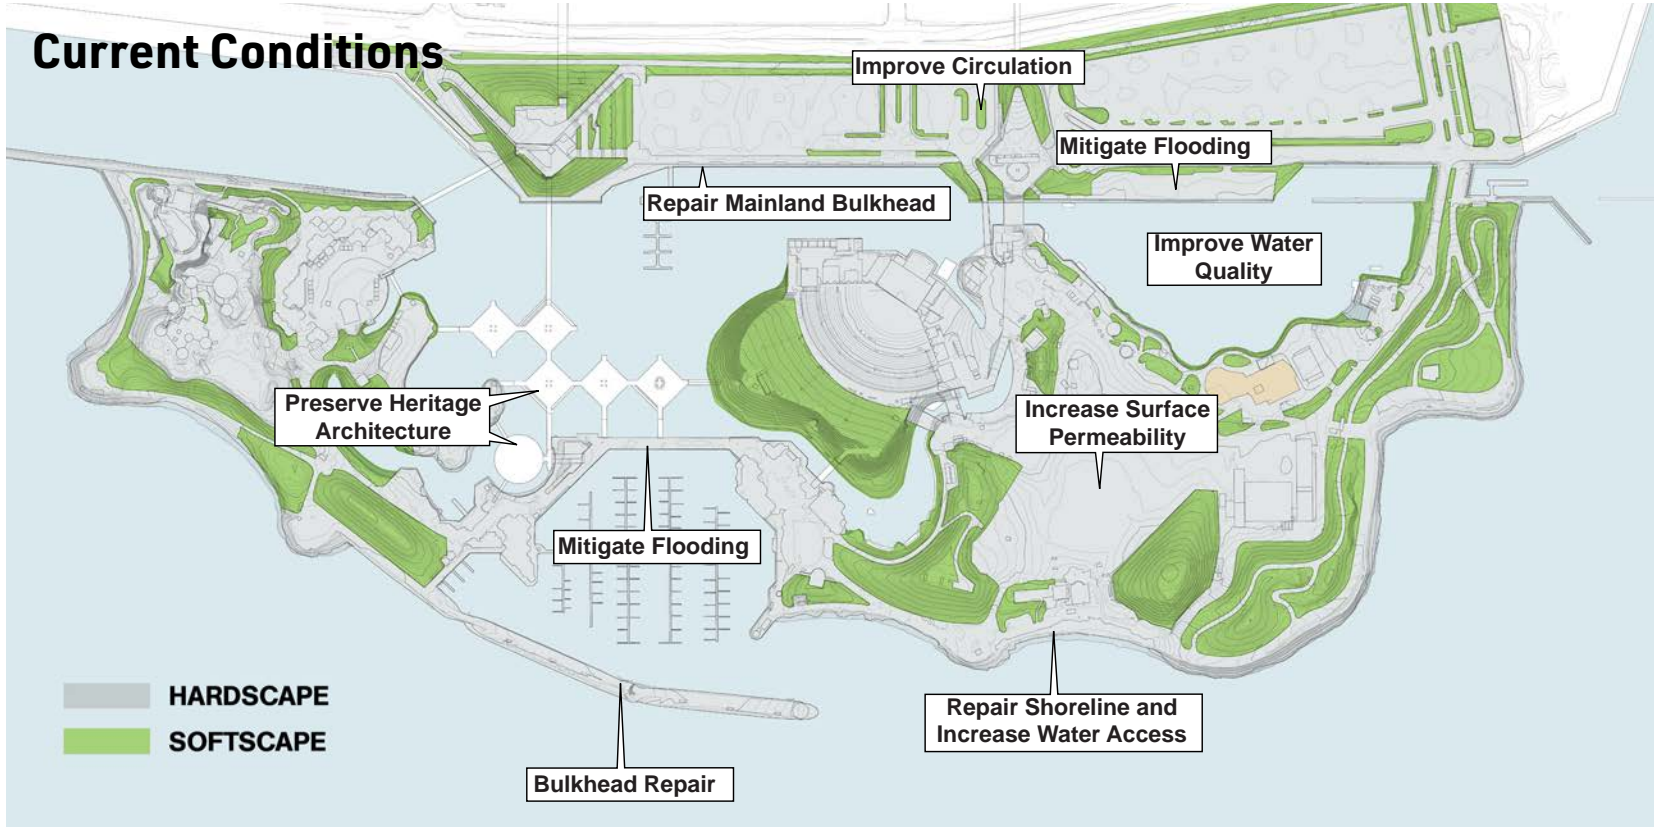 Current Conditions
Improve Circulation
Mitigate Flooding
Repair Mainland Bulkhead
Improve Water
Quality
Preserve Heritage
Architecture
Increase Surface
Permeability
Mitigate Flooding
HARDSCAPE
SOFTSCAPE
Repair Shoreline and
Increase Water Access
Bulkhead Repair